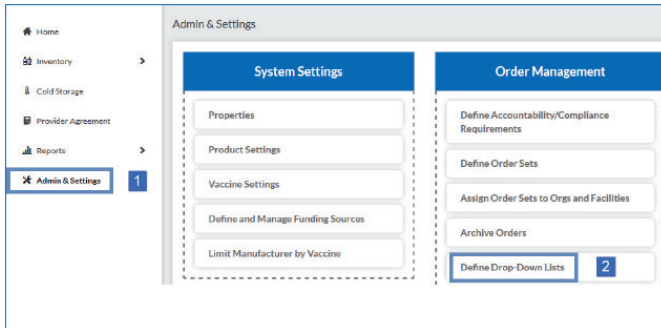 Home
Inventory
Cold Storage
Provider Agreement
Reports
Admin & Settings
1
Admin & Settings
System Settings
Properties
Product Settings
Vaccine Settings
Define and Manage Funding Sources
Limit Manufacturer by Vaccine
Order Management
Define Accountability/Compliance
Requirements
Define Order Sets
Assign Order Sets to Orgs and Facilities
Archive Orders
Define Drop-Down Lists
2